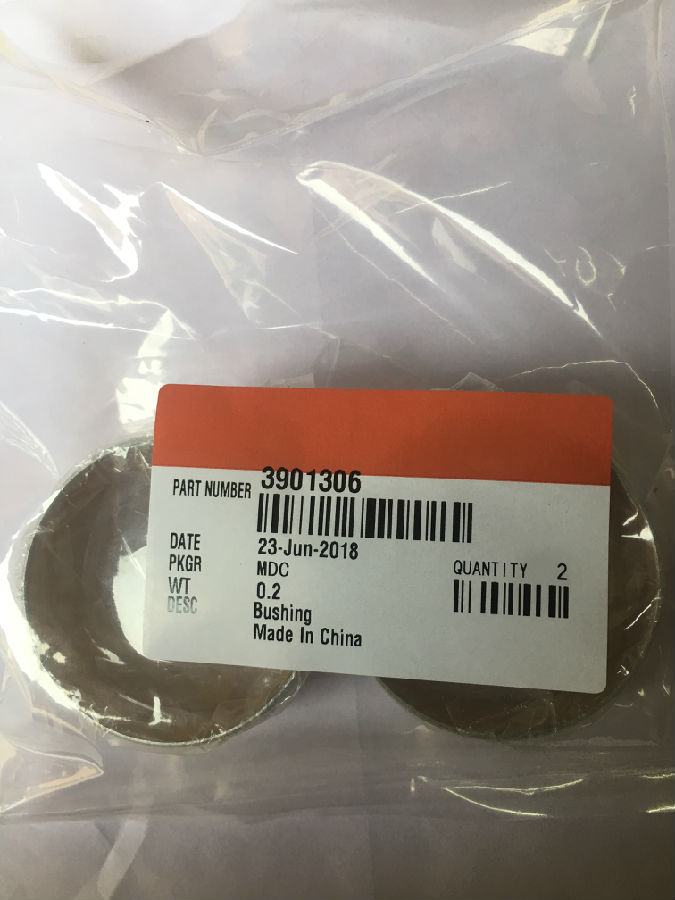 PART NUMBER 3901306
DATE 23-Jun-2018
PKGR MDC
QUANTITY 2
WT 0.2
DESC Bushing
Made In China